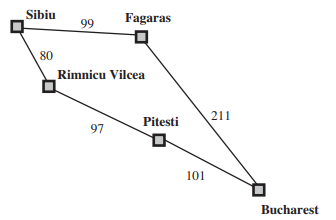 Sibiu
Fagaras
99
80
Rimnicu Vilcea
97
Pitesti
211
101
Bucharest